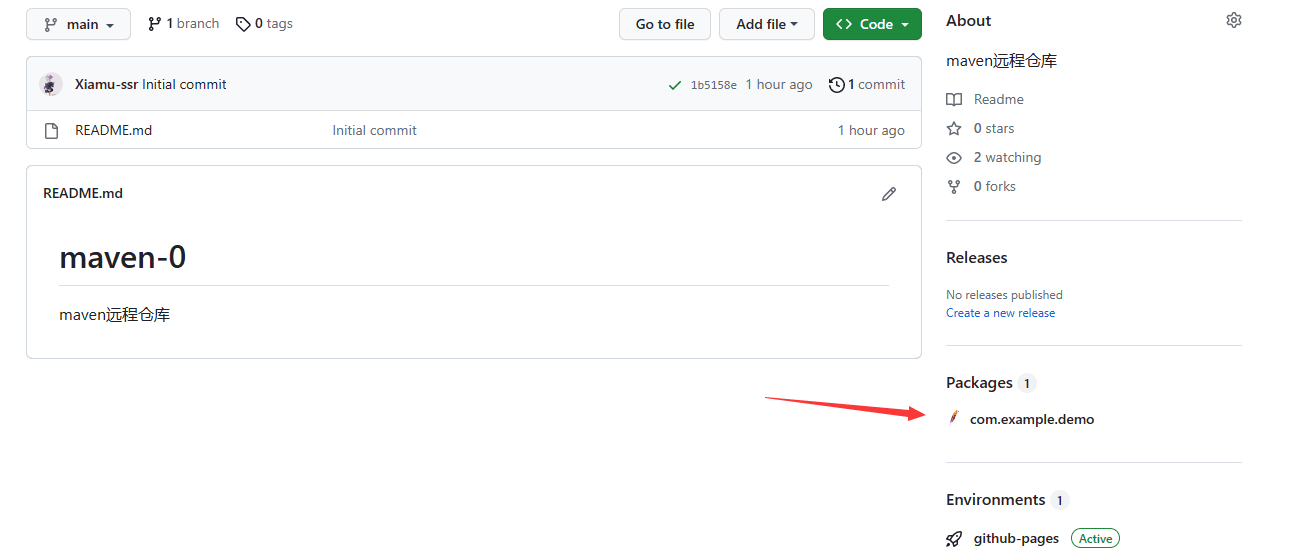 main
1 branch
0 tags
Go to file
Add file
Code
Xiamu-ssr Initial commit
1b5158e 1 hour ago
1 commit
README.md
Initial commit
1 hour ago
README.md
maven-0
maven远程仓库
About
maven远程仓库
Readme
0 stars
2 watching
0 forks
Releases
No releases published
Create a new release
Packages 1
com.example.demo
Environments 1
github-pages Active